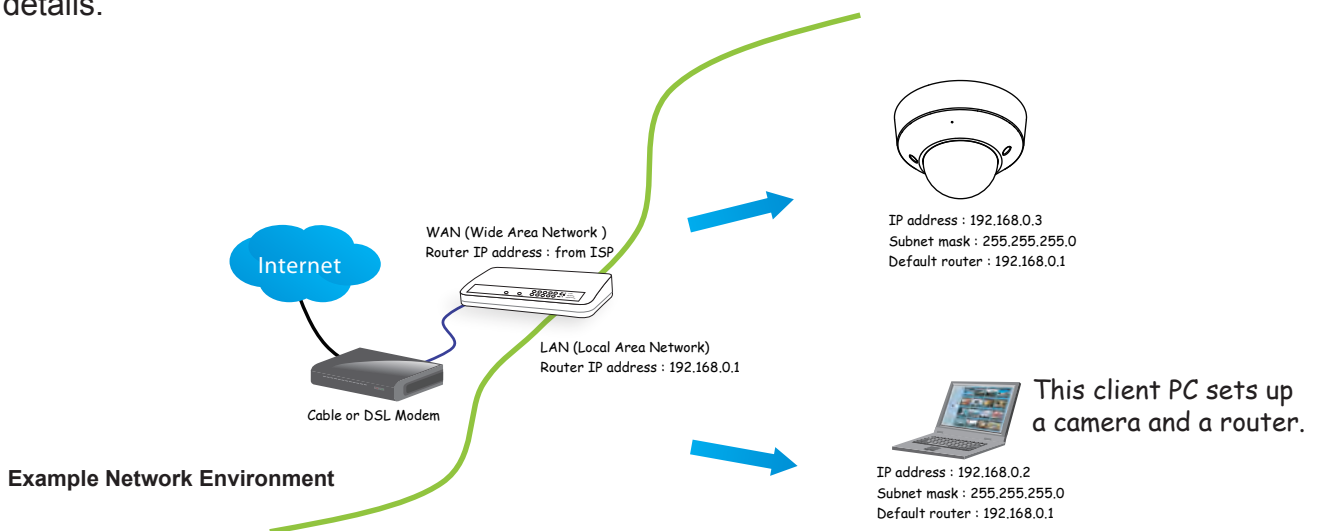 details.
WAN (Wide Area Network )
Router IP address : from ISP
Internet
LAN (Local Area Network)
Router IP address : 192.168.0.1
Cable or DSL Modem
IP address : 192.168.0.3
Subnet mask : 255.255.255.0
Default router : 192.168.0.1
This client PC sets up
a camera and a router.
IP address : 192.168.0.2
Subnet mask : 255.255.255.0
Default router : 192.168.0.1
Example Network Environment